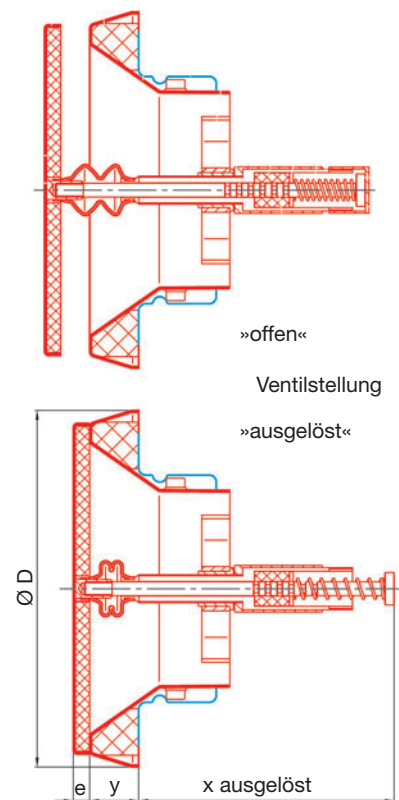 »offen«
Ventilstellung
»ausgelöst«
Ø D
e y x ausgelöst